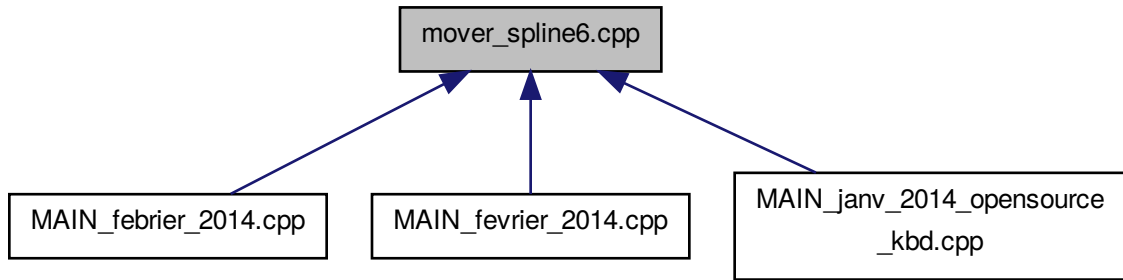 mover_spline6.cpp
MAIN_febrier_2014.cpp
MAIN_fevrier_2014.cpp
MAIN_janv_2014_opensource
_kbd.cpp